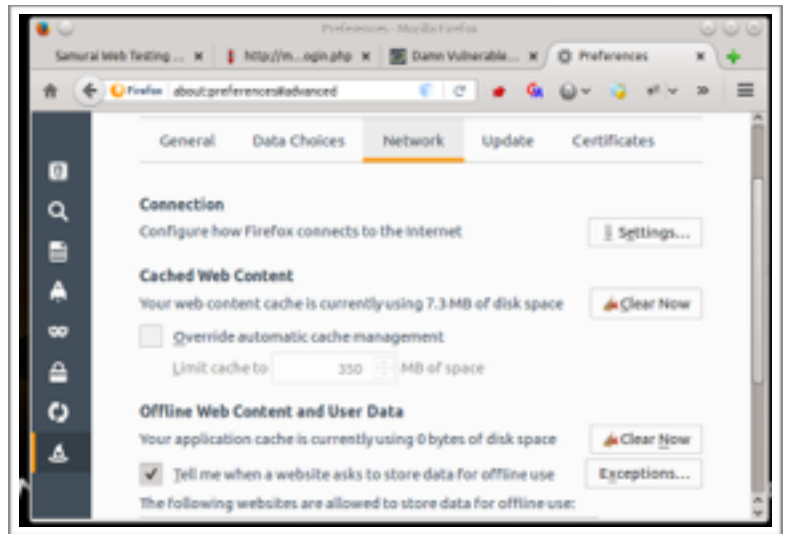 Preferences - Mozilla Firefox
Samurai Web Testing ... http://m...ogin.php Damn Vulnerable... Preferences
Firefox about:preferences#advanced
General Data Choices Network Update Certificates
Connection
Configure how Firefox connects to the Internet Settings...
Cached Web Content
Your web content cache is currently using 7.3 MB of disk space Clear Now
Override automatic cache management
Limit cache to 350 MB of space
Offline Web Content and User Data
Your application cache is currently using 0 bytes of disk space Clear Now
Tell me when a website asks to store data for offline use Exceptions...
The following websites are allowed to store data for offline use: